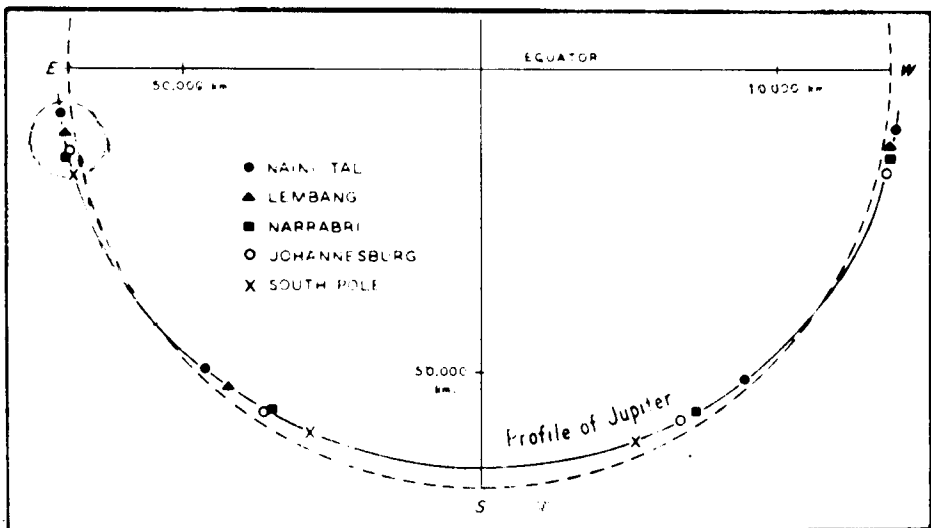 EQUATOR
E
W
50.000 km
10.000 km
NAINI TAL
LEMBANG
NARRABRI
JOHANNESBURG
SOUTH POLE
50.000
km.
Profile of Jupiter
S